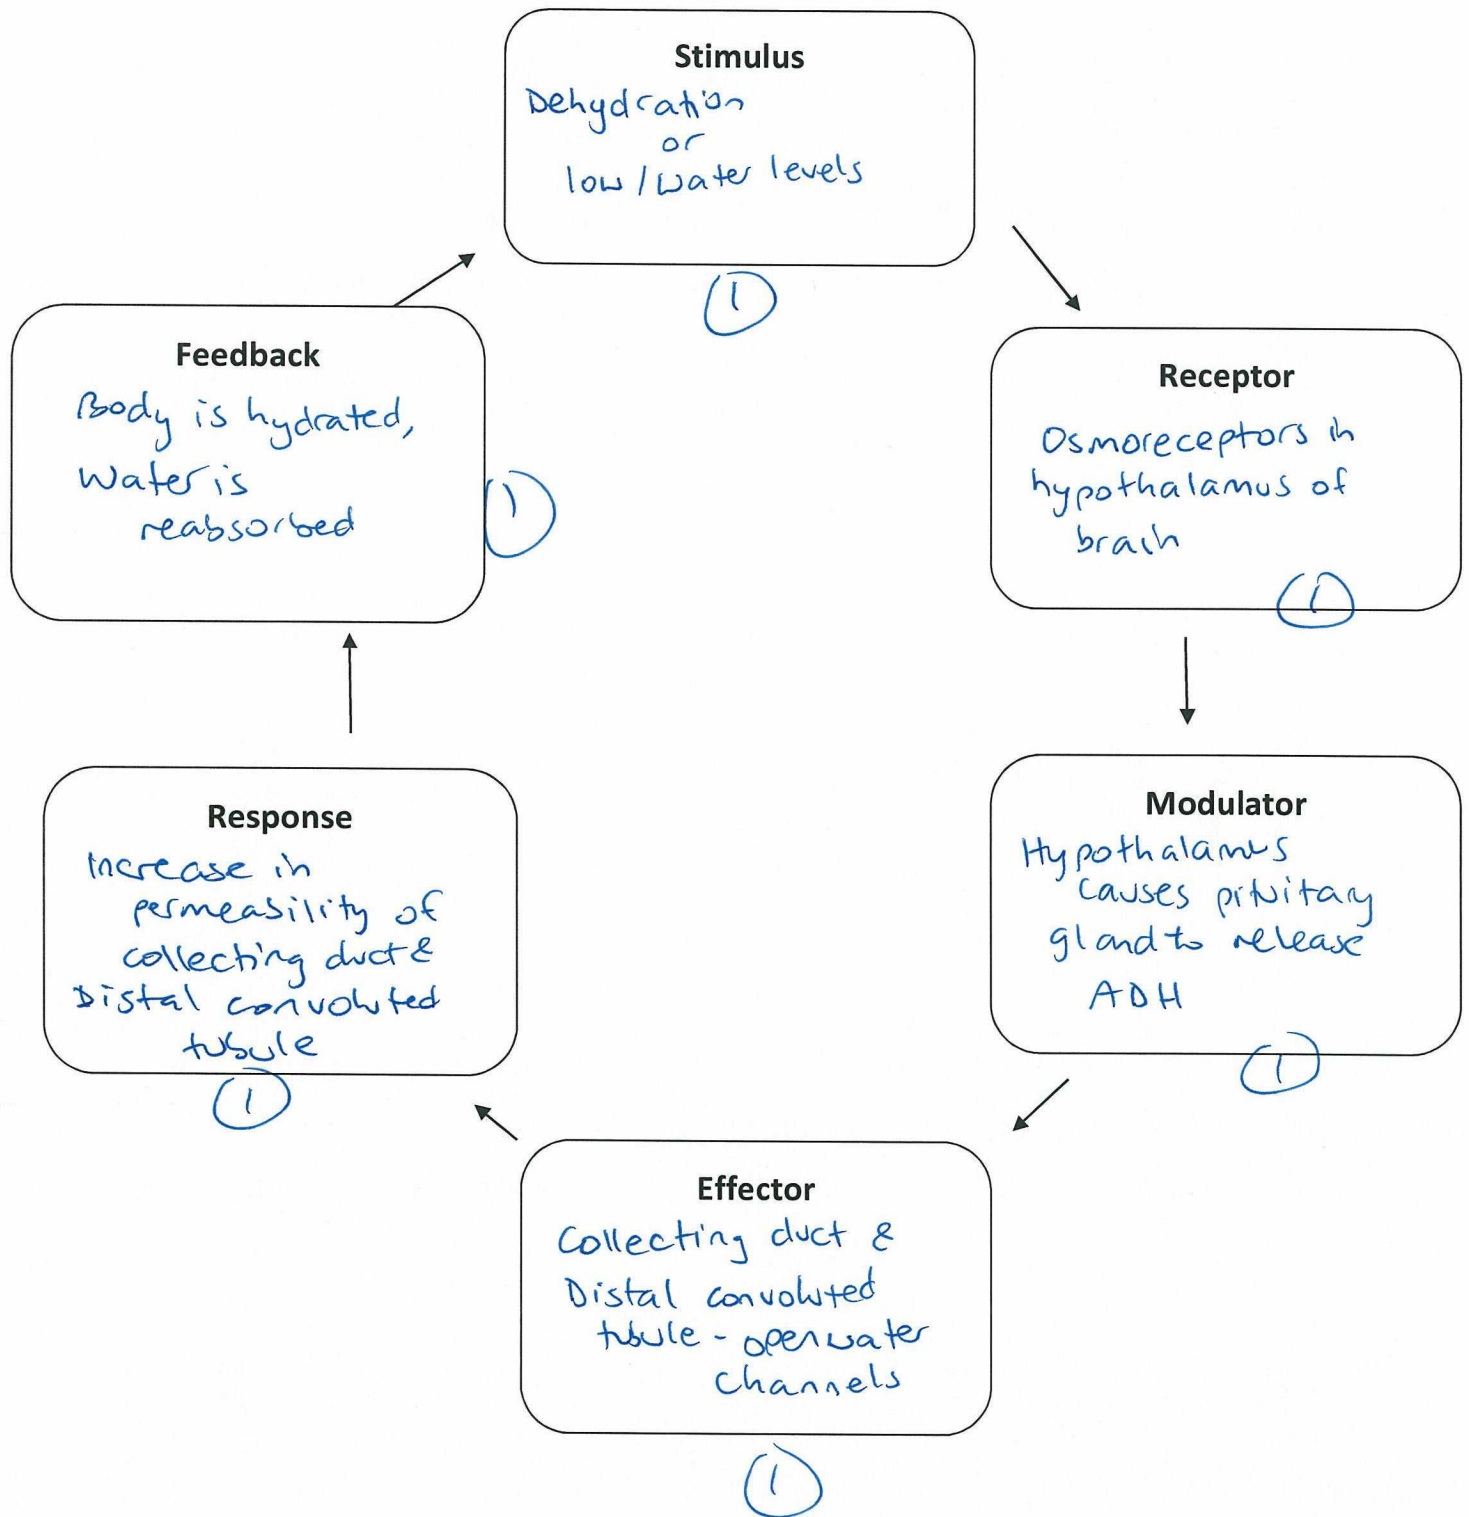 Stimulus
Dehydration
or
low / water levels
1
Receptor
Osmoreceptors in
hypothalamus of
brain
1
Modulator
Hypothalamus
causes pituitary
gland to release
ADH
1
Effector
Collecting duct &
Distal convoluted
tubule - open water
channels
1
Response
Increase in
permeability of
collecting duct &
Distal convoluted
tubule
1
Feedback
Body is hydrated,
Water is
reabsorbed
1